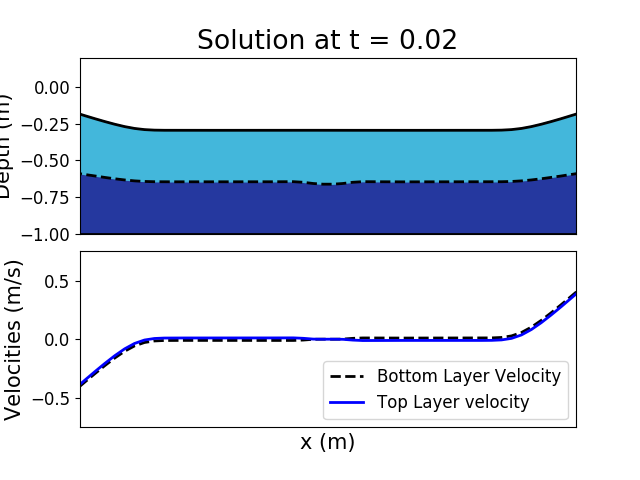 Solution at t = 0.02
Depth (m)
0.00
−0.25
−0.50
−0.75
−1.00
Velocities (m/s)
0.5
0.0
−0.5
Bottom Layer Velocity
Top Layer velocity
x (m)